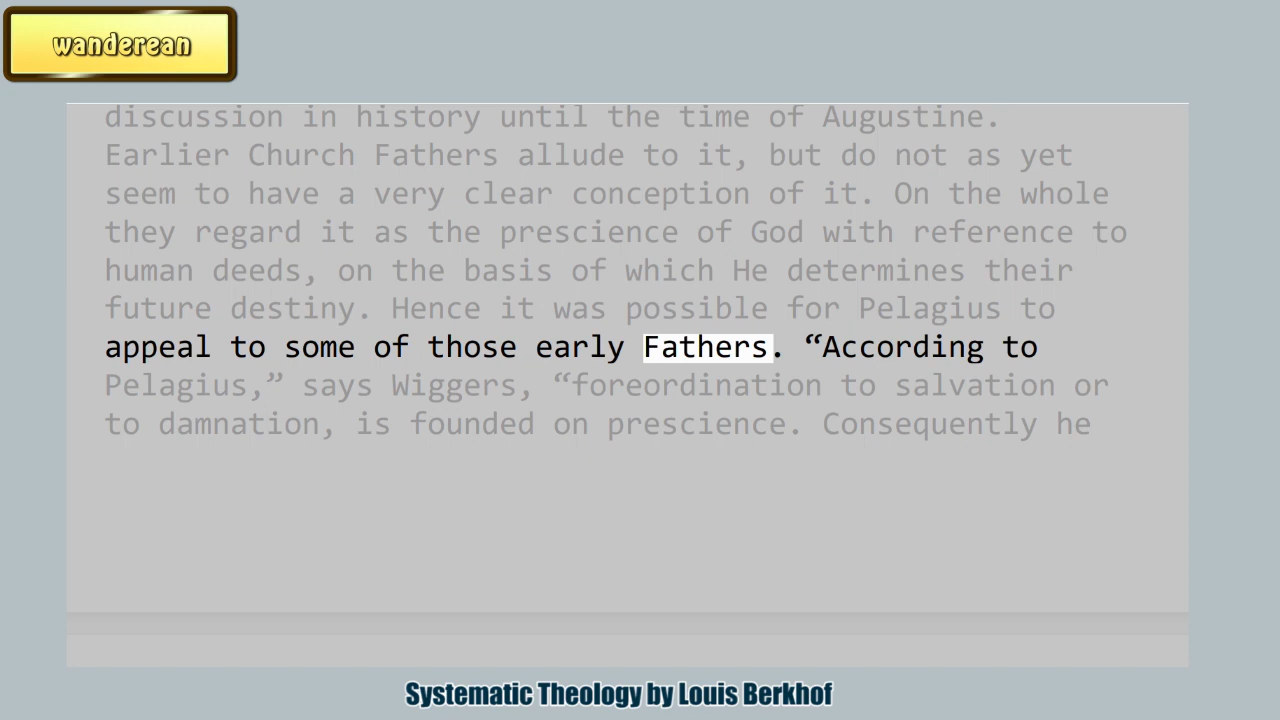 wanderean
discussion in history until the time of Augustine.
Earlier Church Fathers allude to it, but do not as yet
seem to have a very clear conception of it. On the whole
they regard it as the prescience of God with reference to
human deeds, on the basis of which He determines their
future destiny. Hence it was possible for Pelagius to
appeal to some of those early Fathers. “According to
Pelagius,” says Wiggers, “foreordination to salvation or
to damnation, is founded on prescience. Consequently he
Systematic Theology by Louis Berkhof